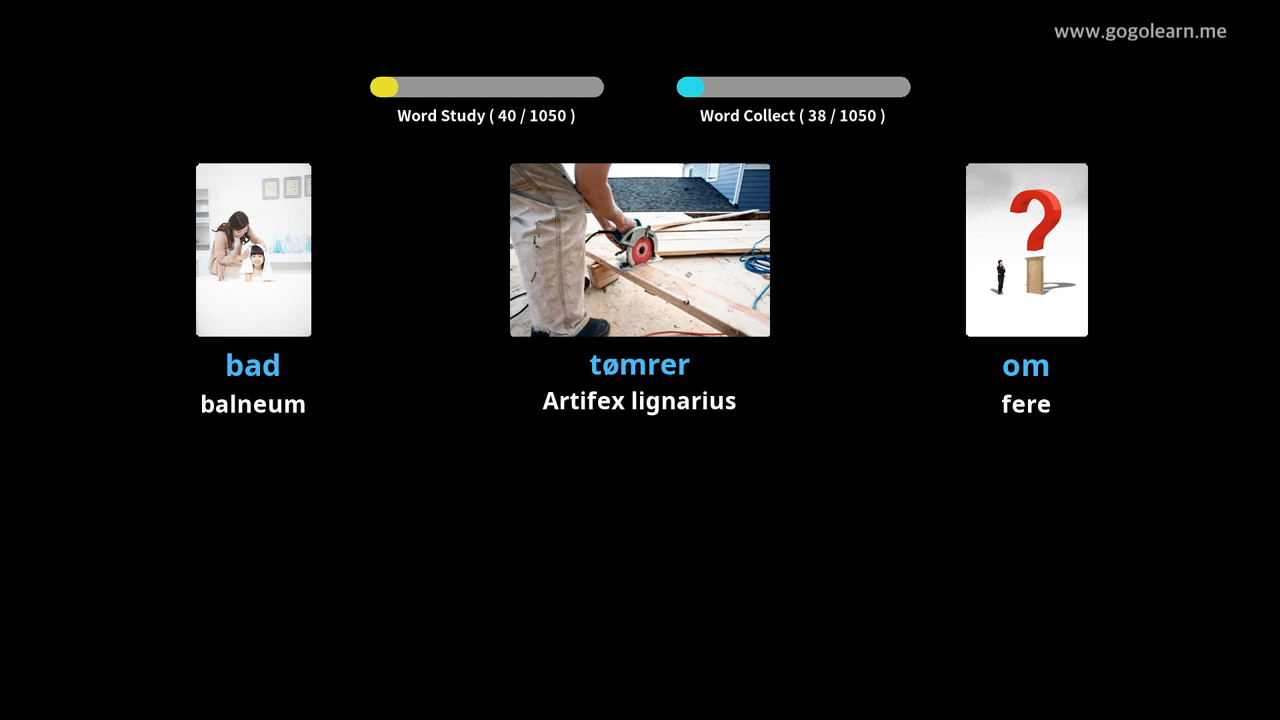 www.gogolearn.me
Word Study ( 40 / 1050 )
Word Collect ( 38 / 1050 )
bad
balneum
tømrer
Artifex lignarius
om
fere